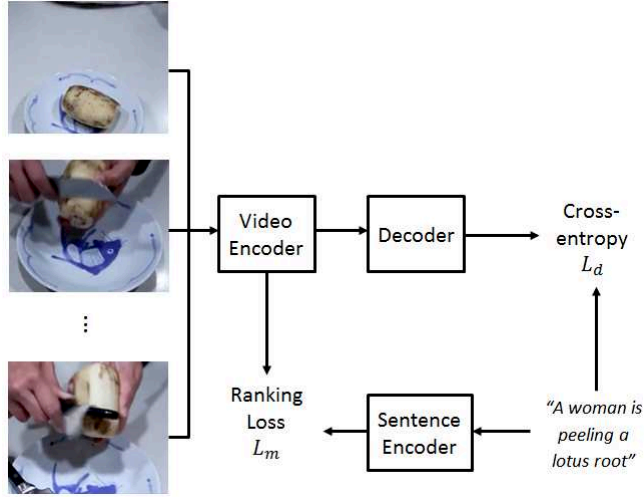 Video
Encoder
Decoder
Cross-
entropy
L_d
Ranking
Loss
L_m
Sentence
Encoder
“A woman is
peeling a
lotus root”